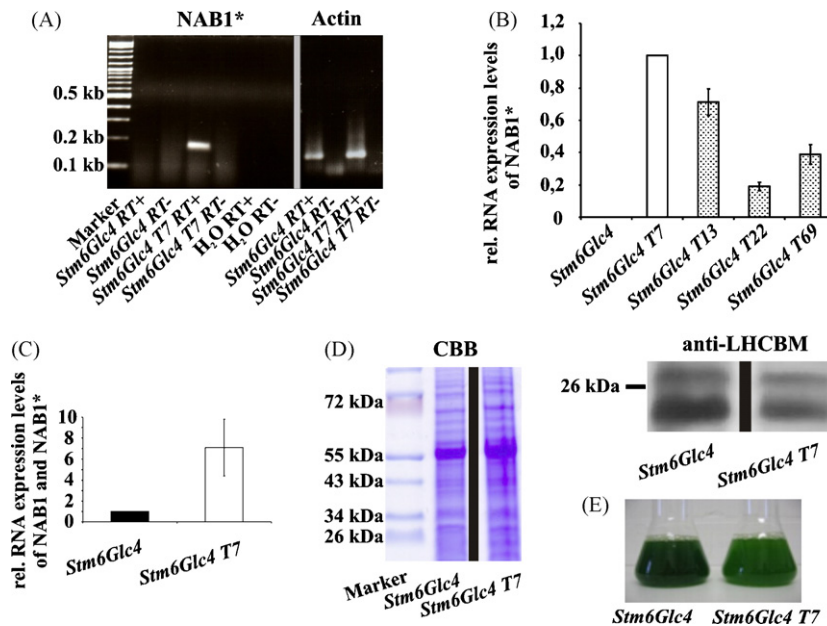 (A)
NAB1*
Actin
0.5 kb
0.2 kb
0.1 kb
Marker
Stm6Glc4 RT+
Stm6Glc4 RT-
Stm6Glc4 T7 RT+
Stm6Glc4 T7 RT-
H2O RT+
H2O RT-
Stm6Glc4 RT+
Stm6Glc4 RT-
Stm6Glc4 T7 RT+
Stm6Glc4 T7 RT-
(B)
rel. RNA expression levels
of NAB1*
1,2
1,0
0,8
0,6
0,4
0,2
0,0
Stm6Glc4
Stm6Glc4 T7
Stm6Glc4 T13
Stm6Glc4 T22
Stm6Glc4 T69
(C)
rel. RNA expression levels
of NAB1 and NAB1*
10
8
6
4
2
0
Stm6Glc4
Stm6Glc4 T7
(D)
CBB
72 kDa
55 kDa
43 kDa
34 kDa
26 kDa
Marker
Stm6Glc4
Stm6Glc4 T7
anti-LHCBM
26 kDa
Stm6Glc4
Stm6Glc4 T7
(E)
Stm6Glc4
Stm6Glc4 T7